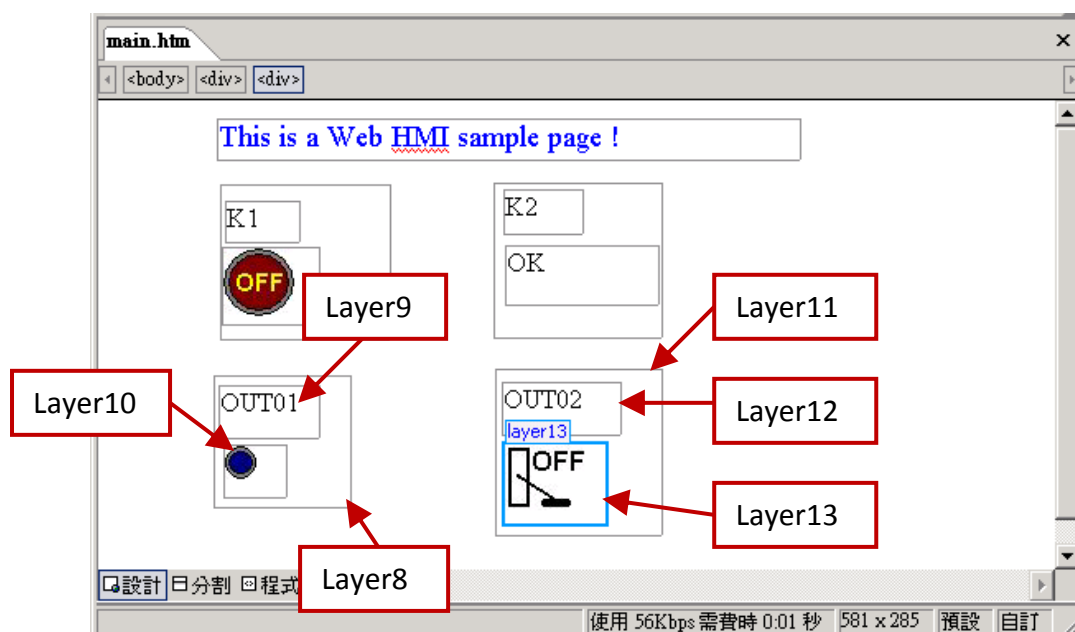 main.htm
<body> <div> <div>
This is a Web HMI sample page !
K1
K2
OFF
OK
Layer9
Layer11
Layer10
OUT01
OUT02
Layer12
layer13
OFF
Layer13
Layer8
設計 分割 程式
使用 56Kbps 需費時 0:01 秒 581 x 285 預設 自訂